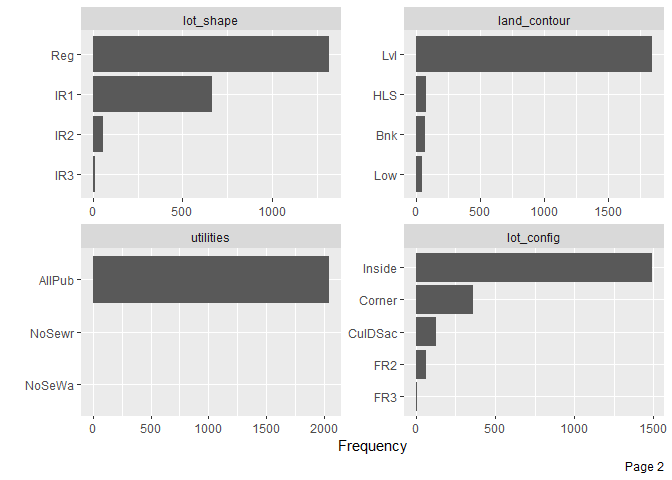 lot_shape
Reg
IR1
IR2
IR3
0 500 1000
land_contour
Lvl
HLS
Bnk
Low
0 500 1000 1500
utilities
AllPub
NoSewr
NoSeWa
0 500 1000 1500 2000
lot_config
Inside
Corner
CulDSac
FR2
FR3
0 500 1000 1500
Frequency
Page 2